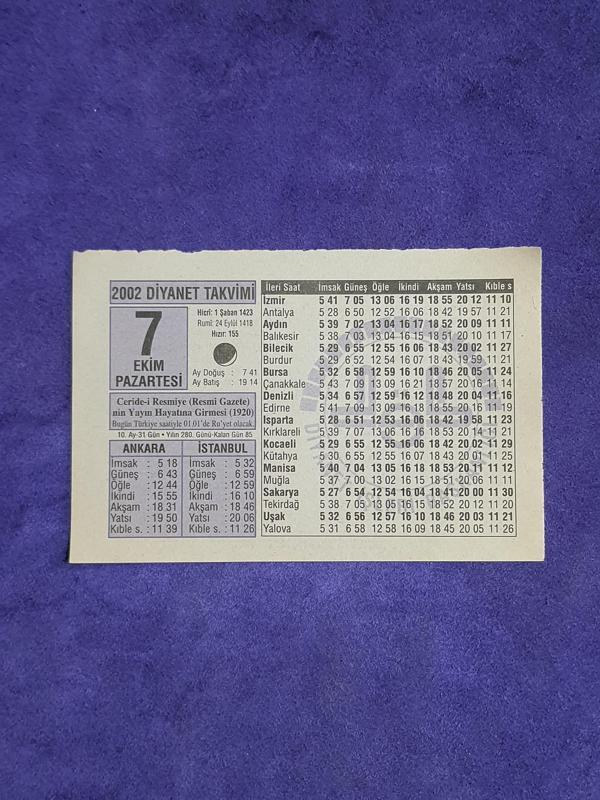 2002 DİYANET TAKVİMİ
7
EKİM
PAZARTESİ
Hicrî: 1 Şaban 1423
Rumî: 24 Eylül 1418
Hızır: 155
Ay Doğuş : 7 41
Ay Batış : 19 14
Ceride-i Resmiye (Resmi Gazete)
nin Yayın Hayatına Girmesi (1920)
Bugün Türkiye saatiyle 01.01'de Ru'yet olacak.
10. Ay-31 Gün • Yılın 280. Günü-Kalan Gün 85
ANKARA
İmsak : 5 18
Güneş : 6 43
Öğle : 12 44
İkindi : 15 55
Akşam : 18 31
Yatsı : 19 50
Kıble s. : 11 39
İSTANBUL
İmsak : 5 32
Güneş : 6 59
Öğle : 12 59
İkindi : 16 10
Akşam : 18 46
Yatsı : 20 06
Kıble s. : 11 26
İleri Saat İmsak Güneş Öğle İkindi Akşam Yatsı Kıble s
İzmir 5 41 7 05 13 06 16 19 18 55 20 12 11 10
Antalya 5 28 6 50 12 52 16 06 18 42 19 57 11 21
Aydın 5 39 7 02 13 04 16 17 18 52 20 09 11 11
Balıkesir 5 38 7 03 13 04 16 15 18 51 20 10 11 17
Bilecik 5 29 6 55 12 55 16 06 18 43 20 02 11 27
Burdur 5 29 6 52 12 54 16 07 18 43 19 59 11 21
Bursa 5 32 6 58 12 59 16 10 18 46 20 05 11 24
Çanakkale 5 43 7 09 13 09 16 21 18 57 20 16 11 14
Denizli 5 34 6 57 12 59 16 12 18 48 20 04 11 16
Edirne 5 41 7 09 13 08 16 19 18 55 20 16 11 19
Isparta 5 28 6 51 12 53 16 06 18 42 19 58 11 23
Kırklareli 5 39 7 07 13 06 16 16 18 53 20 14 11 21
Kocaeli 5 29 6 55 12 55 16 06 18 42 20 02 11 29
Kütahya 5 30 6 55 12 55 16 07 18 43 20 01 11 25
Manisa 5 40 7 04 13 05 16 18 18 53 20 11 11 12
Muğla 5 37 7 00 13 02 16 15 18 51 20 06 11 11
Sakarya 5 27 6 54 12 54 16 04 18 41 20 00 11 30
Tekirdağ 5 38 7 05 13 05 16 15 18 51 20 12 11 20
Uşak 5 32 6 56 12 57 16 10 18 46 20 03 11 21
Yalova 5 31 6 58 12 58 16 09 18 45 20 05 11 26